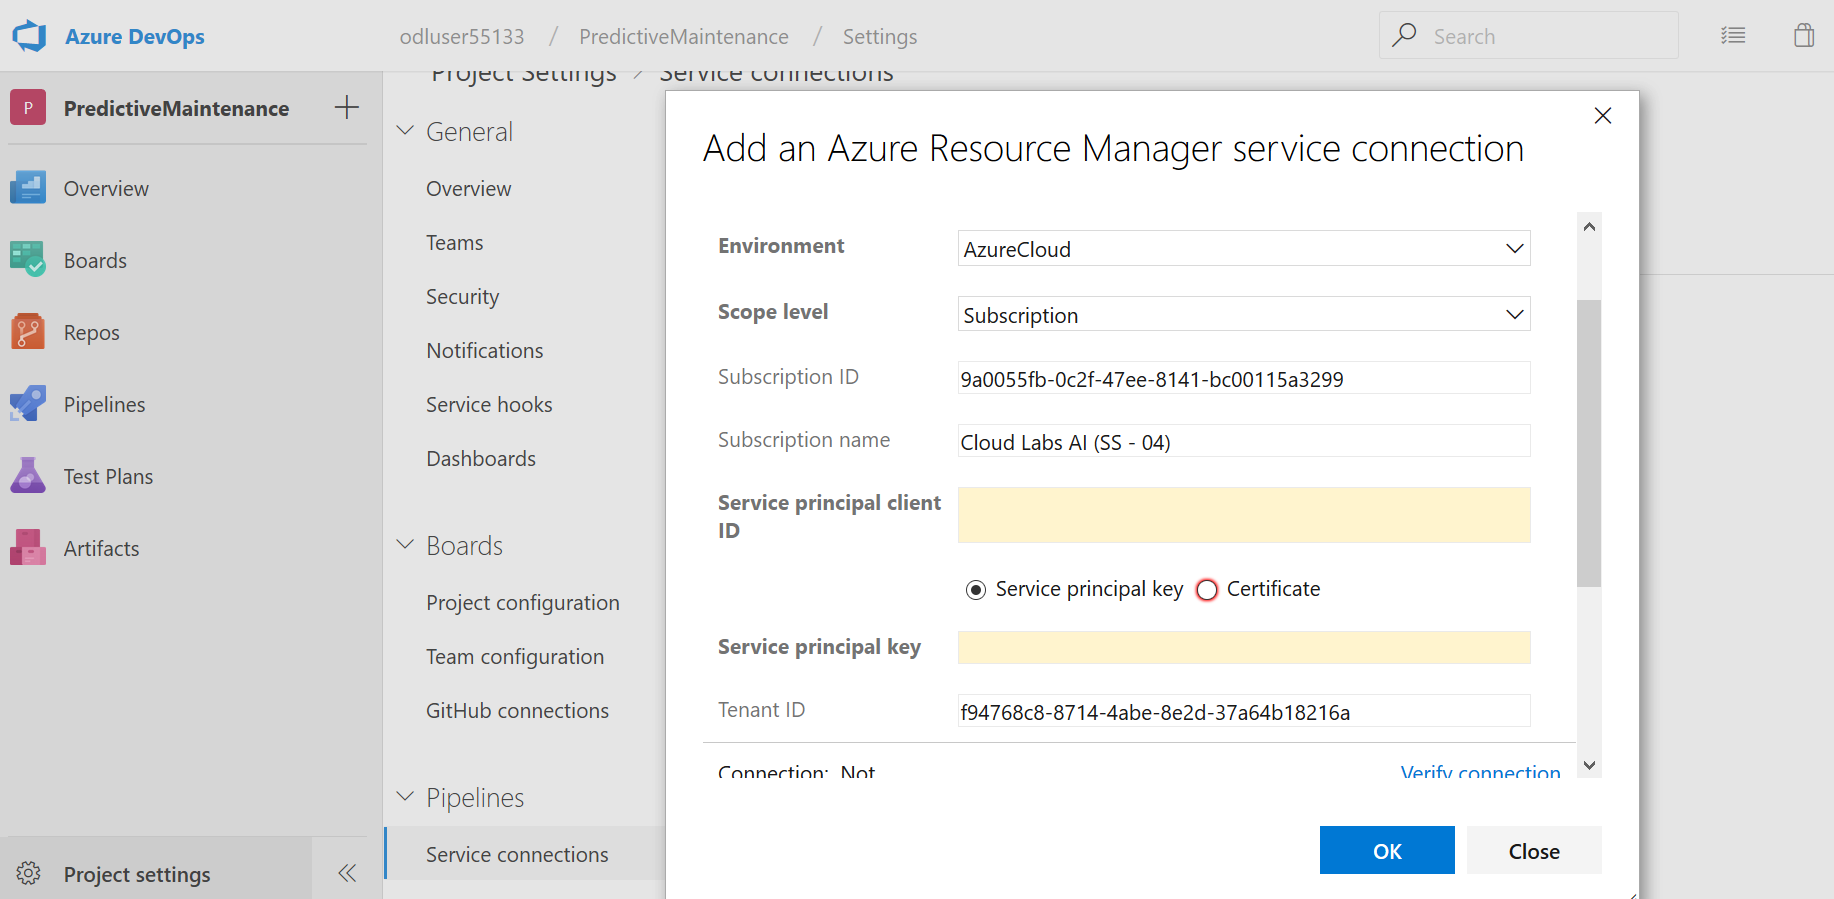 Azure DevOps
odluser55133 / PredictiveMaintenance / Settings
Search
P PredictiveMaintenance
Overview
Boards
Repos
Pipelines
Test Plans
Artifacts
Project settings
Project Settings > Service connections
General
Overview
Teams
Security
Notifications
Service hooks
Dashboards
Boards
Project configuration
Team configuration
GitHub connections
Pipelines
Service connections
Add an Azure Resource Manager service connection
Environment AzureCloud
Scope level Subscription
Subscription ID 9a0055fb-0c2f-47ee-8141-bc00115a3299
Subscription name Cloud Labs AI (SS - 04)
Service principal client
ID
Service principal key Certificate
Service principal key
Tenant ID f94768c8-8714-4abe-8e2d-37a64b18216a
Connection: Not Verify connection
OK Close